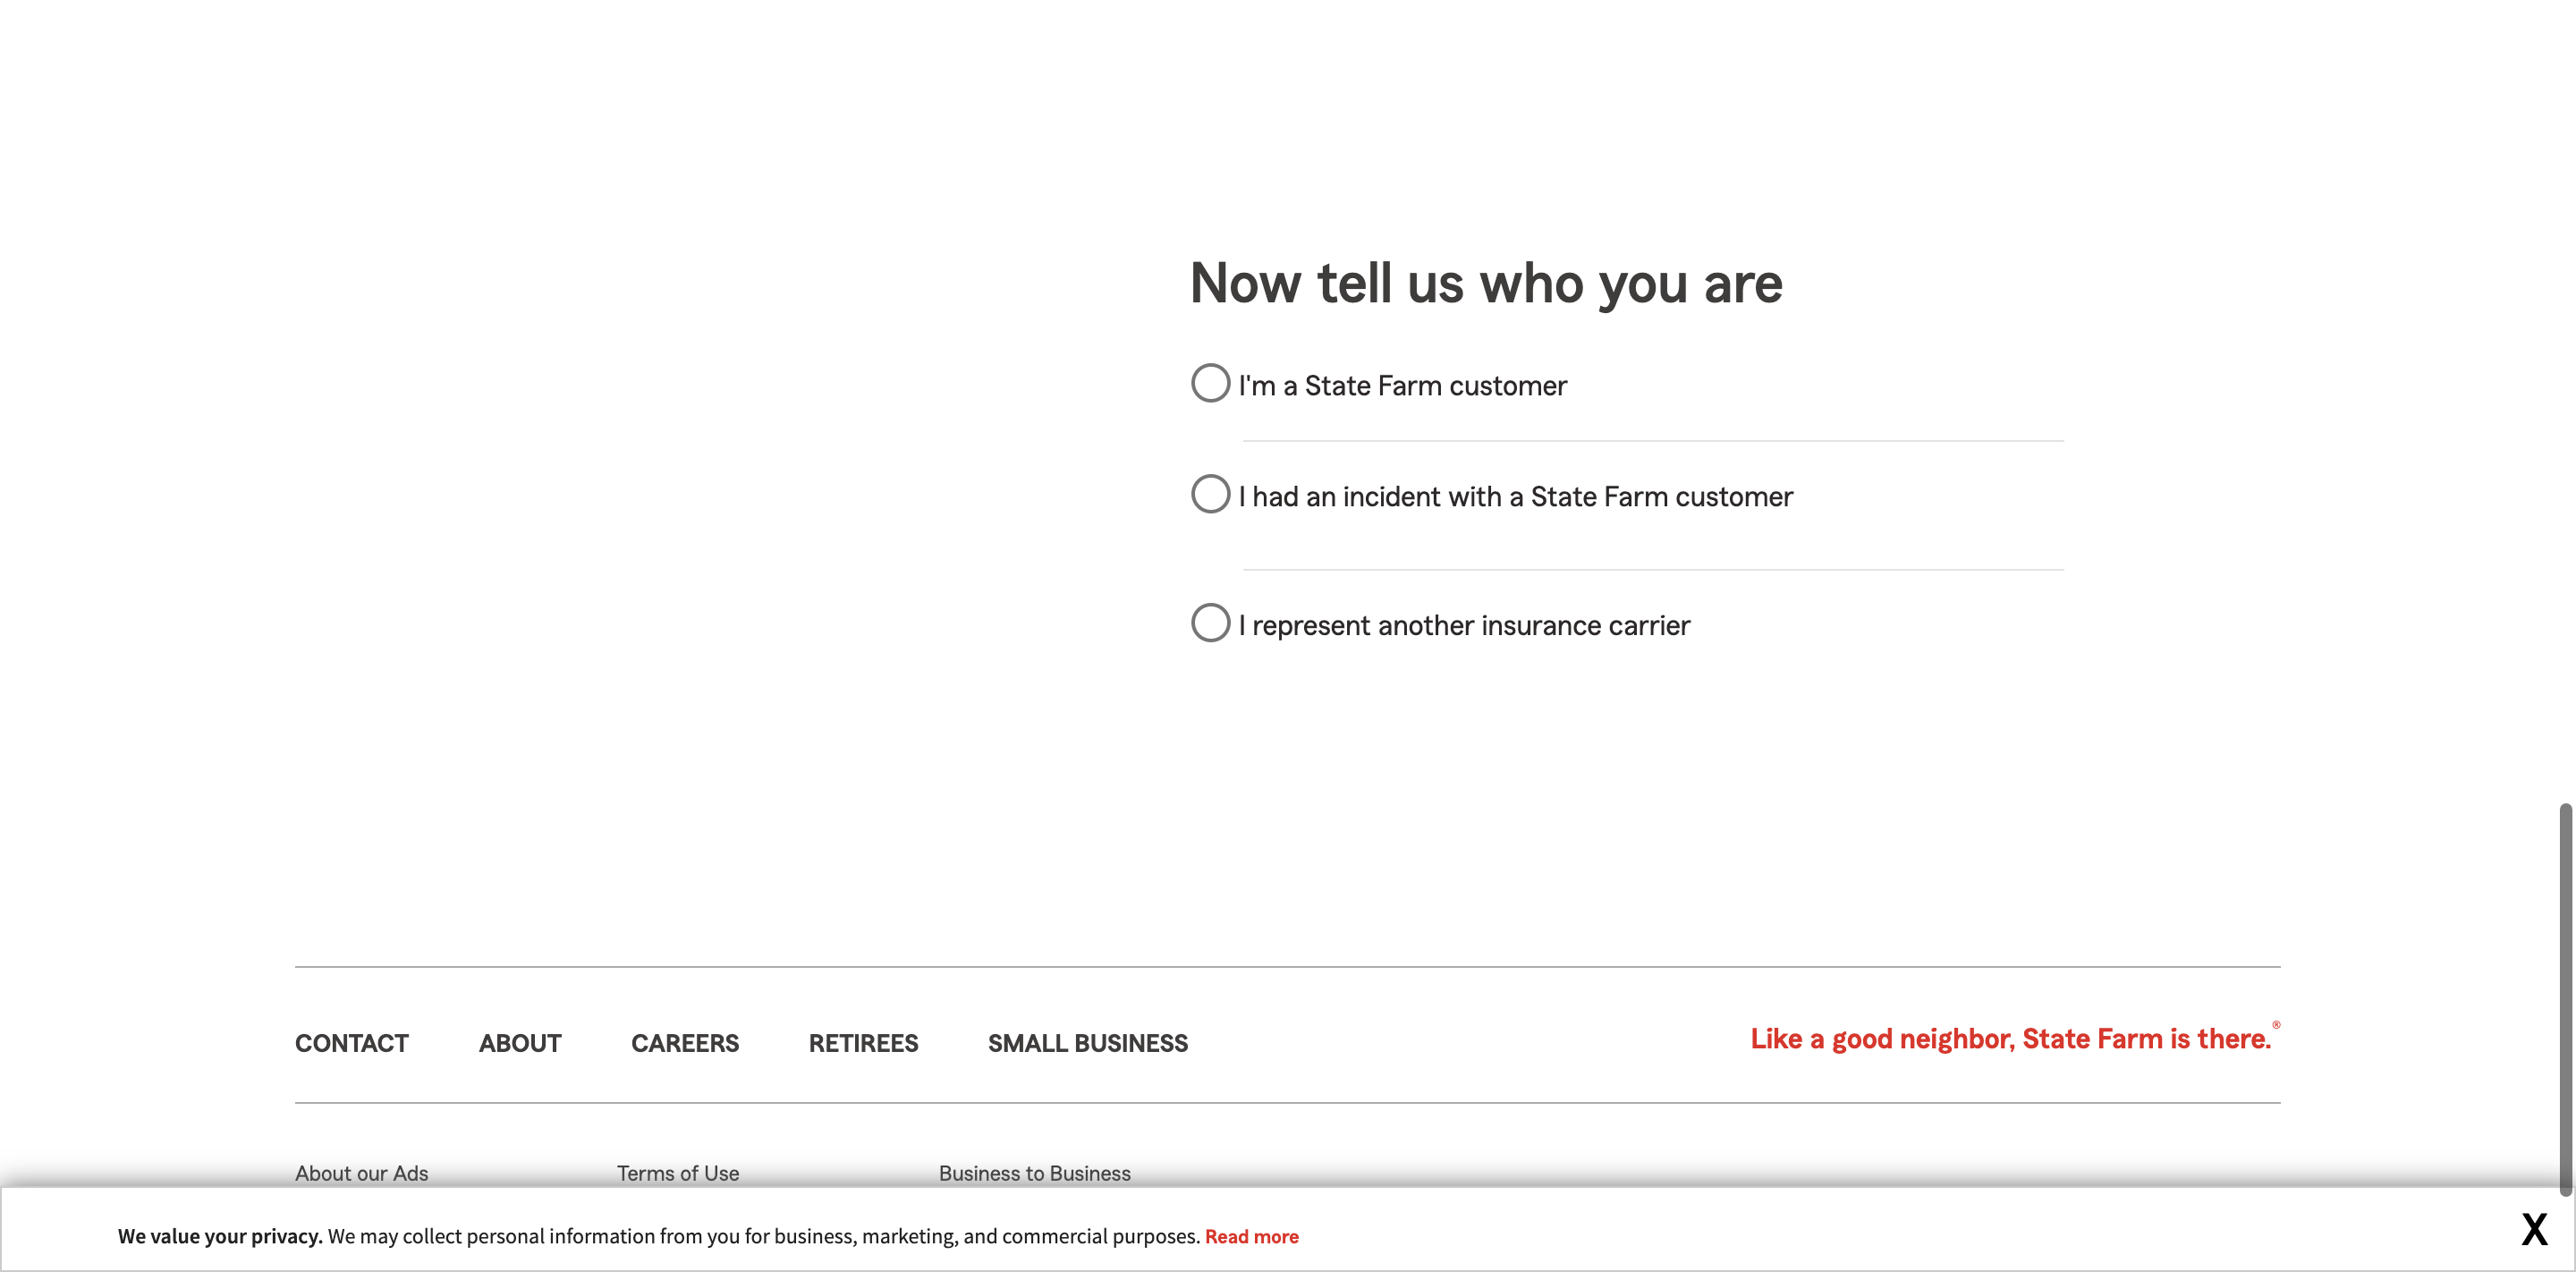 Now tell us who you are
I'm a State Farm customer
I had an incident with a State Farm customer
I represent another insurance carrier
CONTACT ABOUT CAREERS RETIREES SMALL BUSINESS Like a good neighbor, State Farm is there.®
About our Ads Terms of Use Business to Business
We value your privacy. We may collect personal information from you for business, marketing, and commercial purposes. Read more X